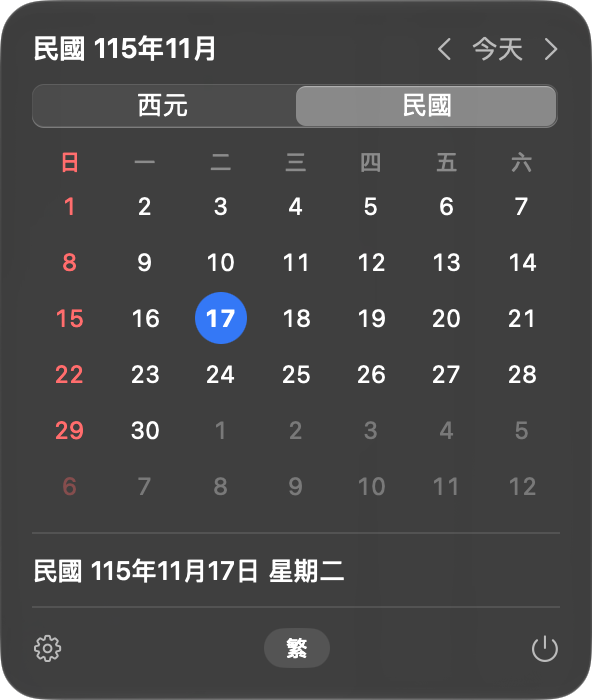 民國 115年11月
今天
西元 民國
日 一 二 三 四 五 六
1 2 3 4 5 6 7
8 9 10 11 12 13 14
15 16 17 18 19 20 21
22 23 24 25 26 27 28
29 30 1 2 3 4 5
6 7 8 9 10 11 12
民國 115年11月17日 星期二
繁